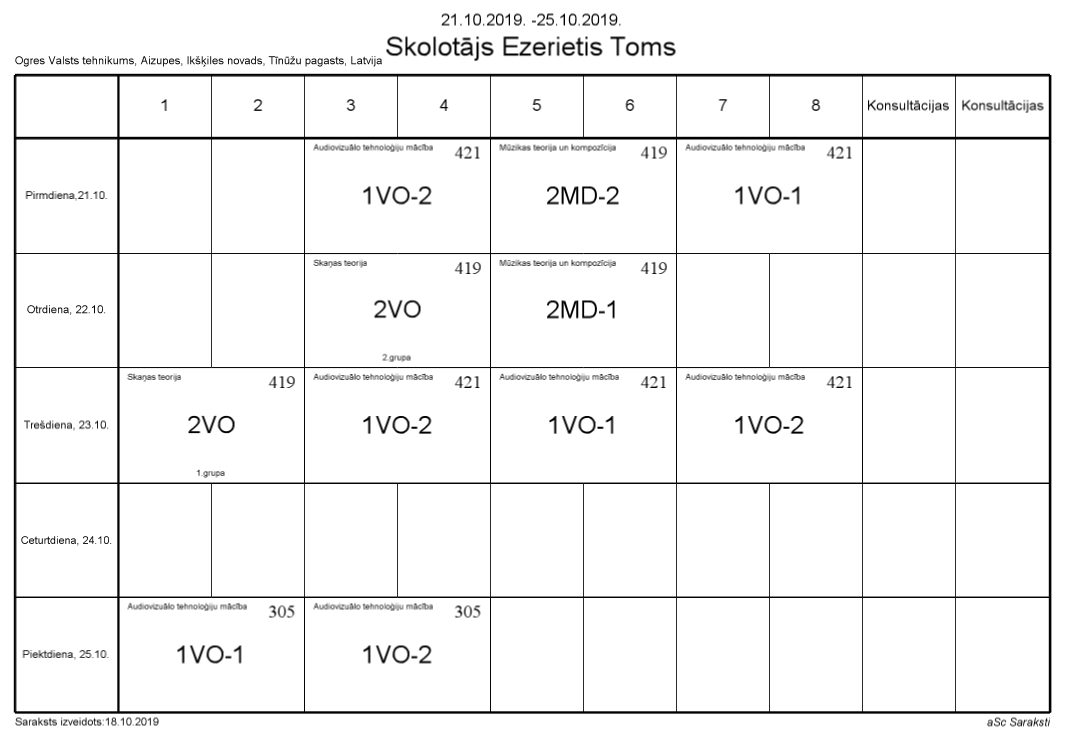 21.10.2019. -25.10.2019.
Skolotājs Ezerietis Toms
Ogres Valsts tehnikums, Aizupes, Ikšķiles novads, Tīnūžu pagasts, Latvija
1 2 3 4 5 6 7 8 Konsultācijas Konsultācijas
Audiovizuālo tehnoloģiju mācība 421 Mūzikas teorija un kompozīcija 419 Audiovizuālo tehnoloģiju mācība 421
Pirmdiena,21.10. 1VO-2 2MD-2 1VO-1
Skaņas teorija 419 Mūzikas teorija un kompozīcija 419
Otrdiena, 22.10. 2VO 2MD-1
2.grupa
Skaņas teorija 419 Audiovizuālo tehnoloģiju mācība 421 Audiovizuālo tehnoloģiju mācība 421 Audiovizuālo tehnoloģiju mācība 421
Trešdiena, 23.10. 2VO 1VO-2 1VO-1 1VO-2
1.grupa
Ceturtdiena, 24.10.
Audiovizuālo tehnoloģiju mācība 305 Audiovizuālo tehnoloģiju mācība 305
Piektdiena, 25.10. 1VO-1 1VO-2
Saraksts izveidots:18.10.2019 aSc Saraksti